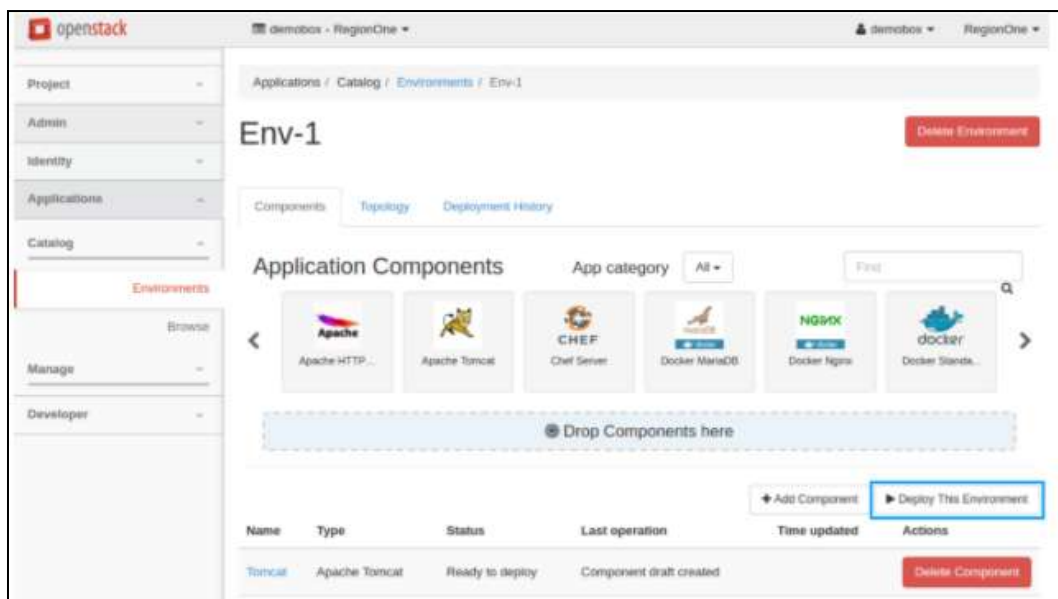 openstack
demobox - RegionOne
demobox
RegionOne
Project
Admin
Identity
Applications
Catalog
Environments
Browse
Manage
Developer
Applications / Catalog / Environments / Env-1
Env-1
Delete Environment
Components
Topology
Deployment History
Application Components
App category
All
Find
Apache
Apache HTTP...
Apache Tomcat
CHEF
Chef Server
Docker MariaDB
NGINX
Docker Nginx
docker
Docker Standa...
Drop Components here
Add Component
Deploy This Environment
Name Type Status Last operation Time updated Actions
Tomcat Apache Tomcat Ready to deploy Component draft created Delete Component